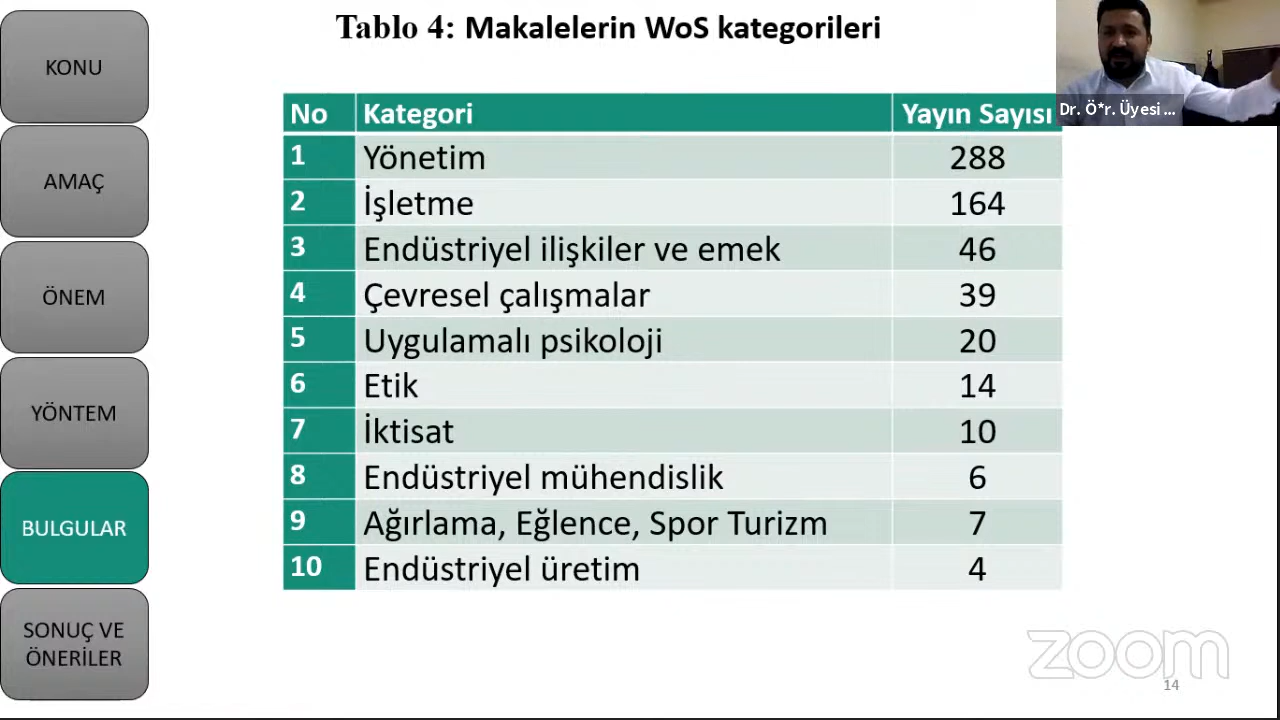 Tablo 4: Makalelerin WoS kategorileri
KONU
AMAÇ
ÖNEM
YÖNTEM
BULGULAR
SONUÇ VE
ÖNERİLER
No Kategori Yayın Sayısı
1 Yönetim 288
2 İşletme 164
3 Endüstriyel ilişkiler ve emek 46
4 Çevresel çalışmalar 39
5 Uygulamalı psikoloji 20
6 Etik 14
7 İktisat 10
8 Endüstriyel mühendislik 6
9 Ağırlama, Eğlence, Spor Turizm 7
10 Endüstriyel üretim 4
Dr. Ö*r. Üyesi ...
zoom
14